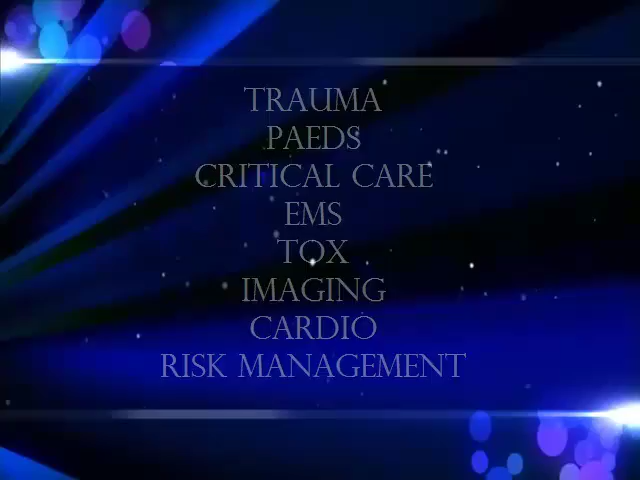 TRAUMA
PAEDS
CRITICAL CARE
EMS
TOX
IMAGING
CARDIO
RISK MANAGEMENT